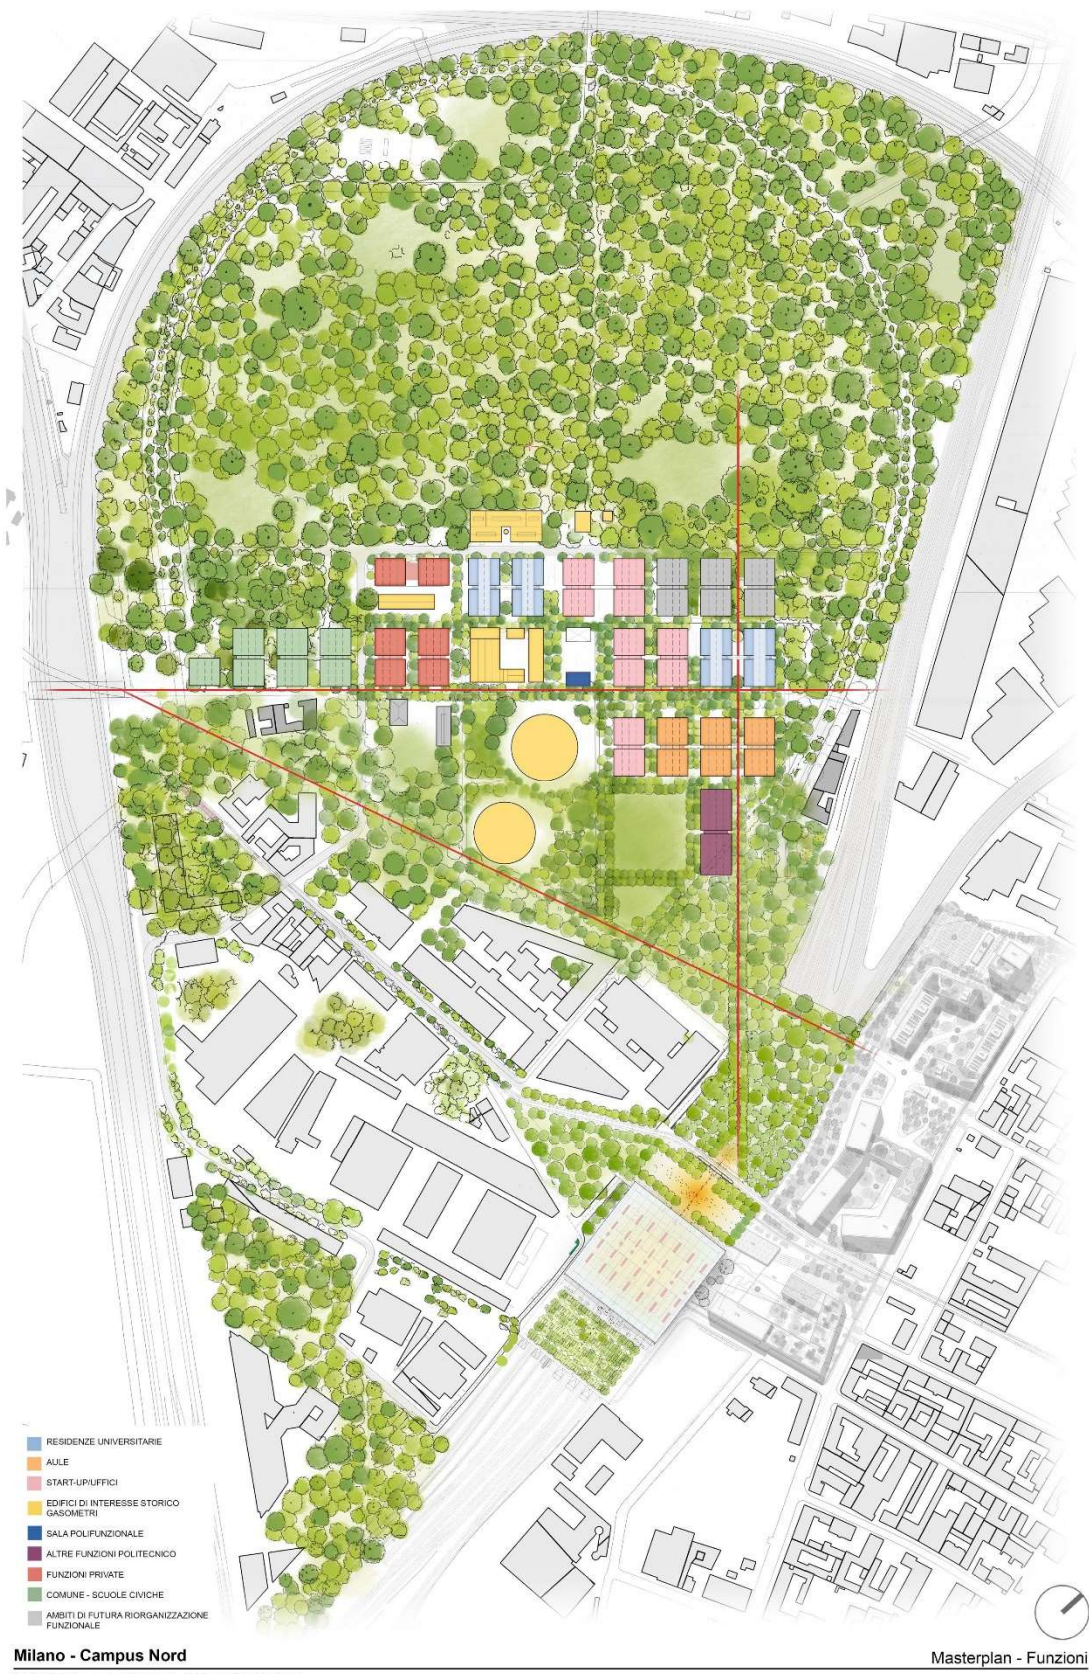 RESIDENZE UNIVERSITARIE
AULE
START-UP/UFFICI
EDIFICI DI INTERESSE STORICO
GASOMETRI
SALA POLIFUNZIONALE
ALTRE FUNZIONI POLITECNICO
FUNZIONI PRIVATE
COMUNE - SCUOLE CIVICHE
AMBITI DI FUTURA RIORGANIZZAZIONE
FUNZIONALE
Milano - Campus Nord
Masterplan - Funzioni